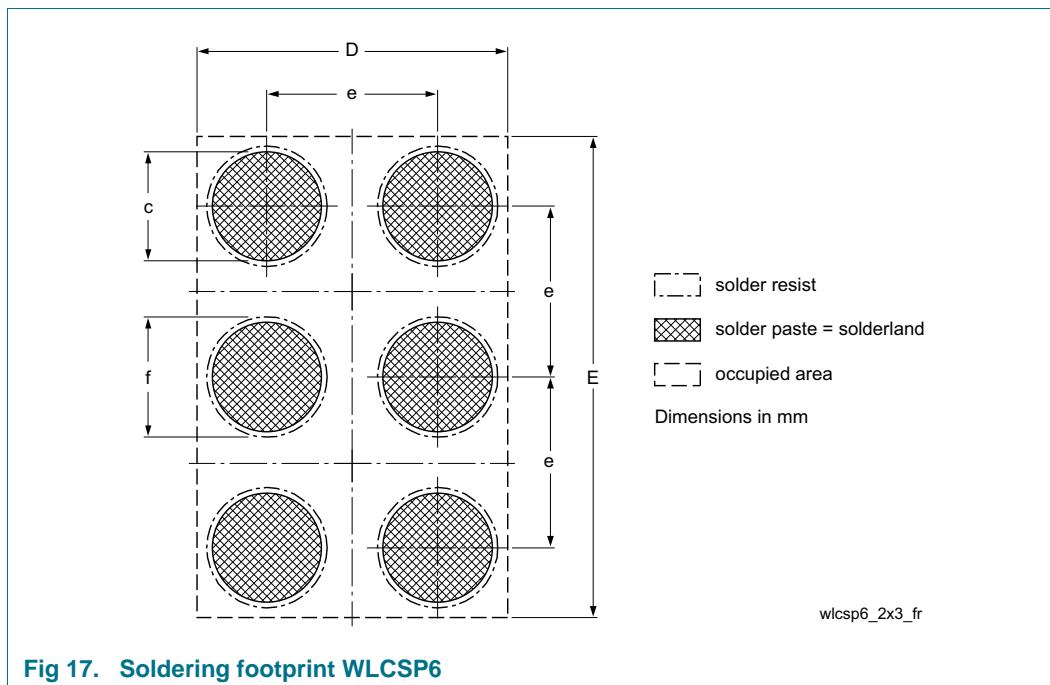 D
e
c
e
f
E
e
solder resist
solder paste = solderland
occupied area
Dimensions in mm
wlcsp6_2x3_fr
Fig 17. Soldering footprint WLCSP6